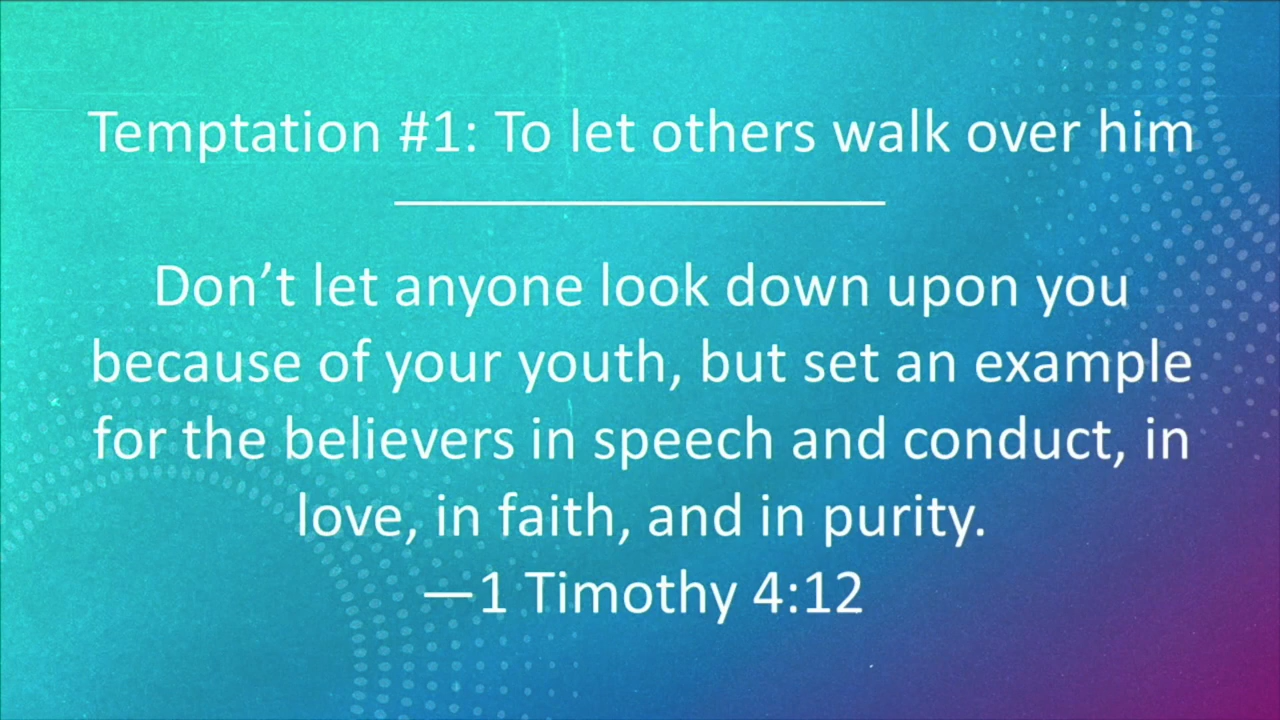 Temptation #1: To let others walk over him
Don’t let anyone look down upon you
because of your youth, but set an example
for the believers in speech and conduct, in
love, in faith, and in purity.
—1 Timothy 4:12